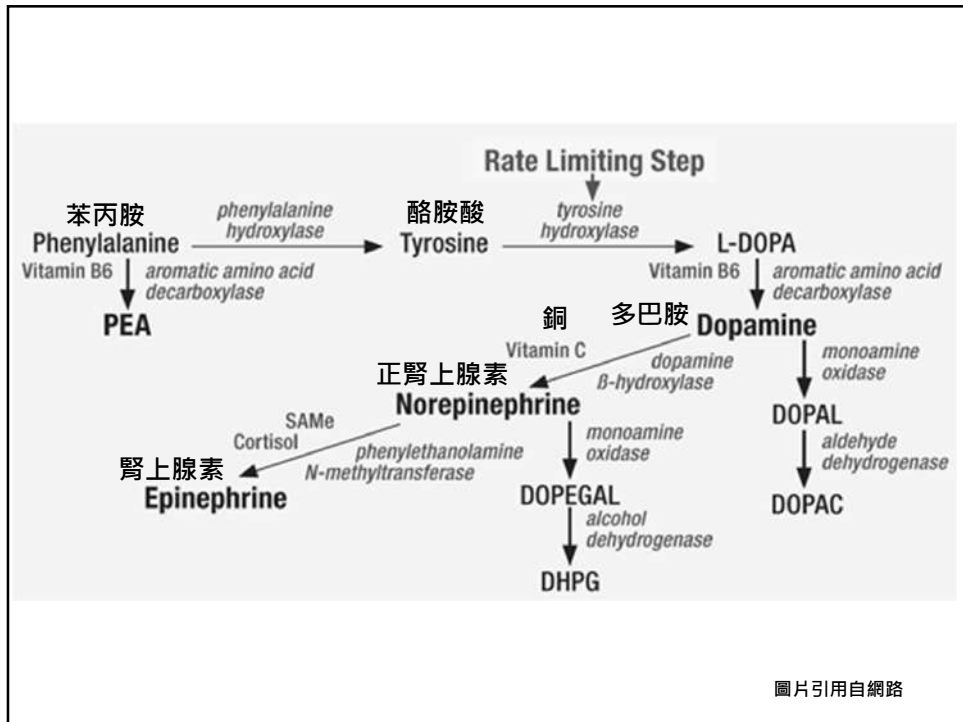 Rate Limiting Step
苯丙胺
phenylalanine
hydroxylase
酪胺酸
tyrosine
hydroxylase
Phenylalanine
Tyrosine
L-DOPA
Vitamin B6
aromatic amino acid
decarboxylase
Vitamin B6
aromatic amino acid
decarboxylase
PEA
銅
多巴胺
Dopamine
Vitamin C
dopamine
ß-hydroxylase
monoamine
oxidase
正腎上腺素
Norepinephrine
DOPAL
SAMe
Cortisol
phenylethanolamine
N-methyltransferase
monoamine
oxidase
aldehyde
dehydrogenase
腎上腺素
Epinephrine
DOPEGAL
DOPAC
alcohol
dehydrogenase
DHPG
圖片引用自網路